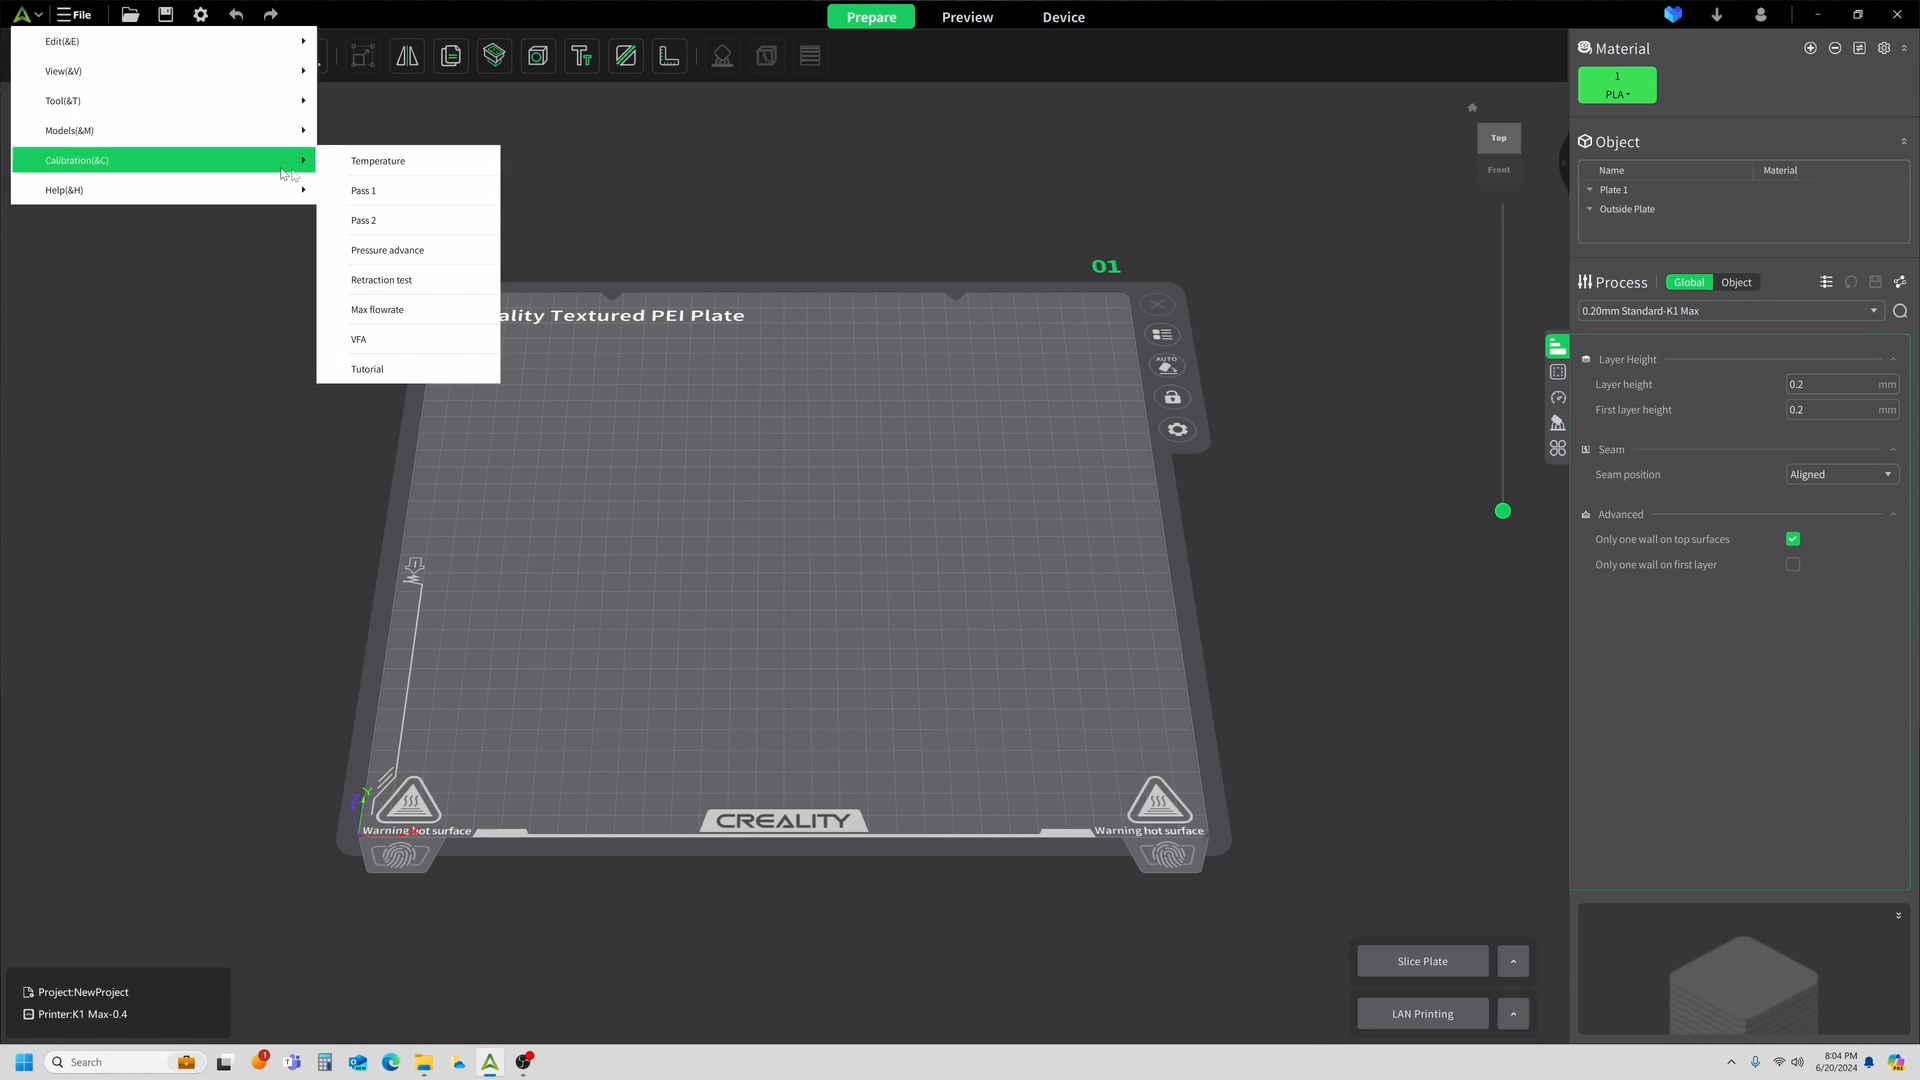 File
Prepare
Preview
Device
Edit(&E)
View(&V)
Tool(&T)
Models(&M)
Calibration(&C)
Help(&H)
Temperature
Pass 1
Pass 2
Pressure advance
Retraction test
Max flowrate
VFA
Tutorial
01
ality Textured PEI Plate
AUTO
Top
Front
Material
1
PLA
Object
Name Material
Plate 1
Outside Plate
Process Global Object
0.20mm Standard-K1 Max
Layer Height
Layer height 0.2 mm
First layer height 0.2 mm
Seam
Seam position Aligned
Advanced
Only one wall on top surfaces
Only one wall on first layer
Y
Z
Warning hot surface
CREALITY
Warning hot surface
Slice Plate
LAN Printing
Project:NewProject
Printer:K1 Max-0.4
Search
1
8:04 PM
6/20/2024
PRE